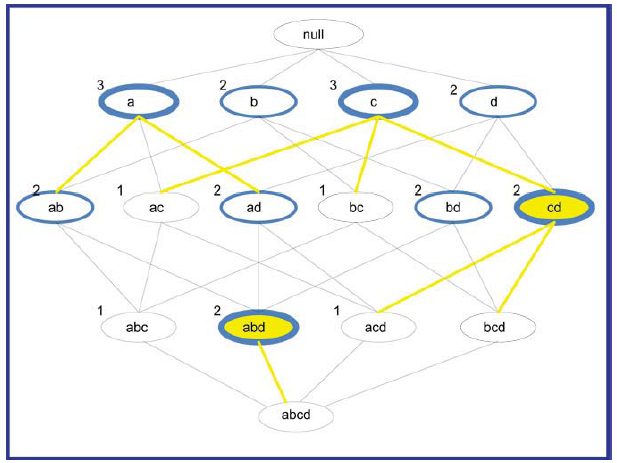 null
3 a 2 b 3 c 2 d
2 ab 1 ac 2 ad 1 bc 2 bd 2 cd
1 abc 2 abd 1 acd bcd
abcd